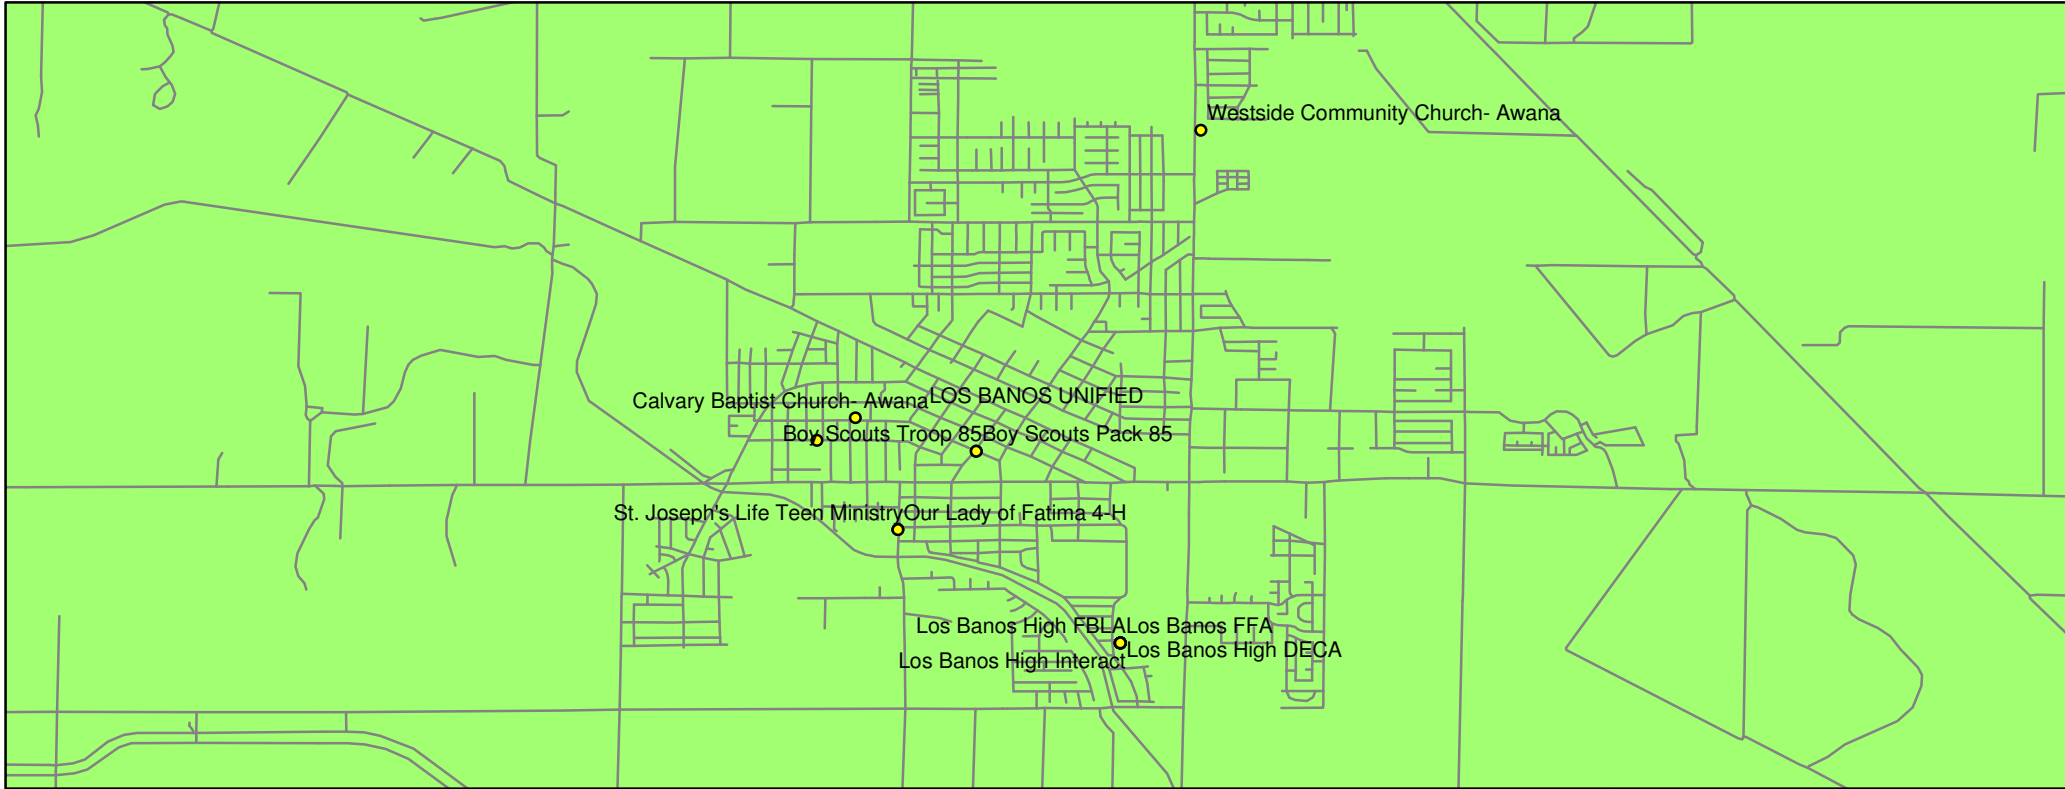 Westside Community Church- Awana
Calvary Baptist Church- Awana
LOS BANOS UNIFIED
Boy Scouts Troop 85
Boy Scouts Pack 85
St. Joseph's Life Teen Ministry
Our Lady of Fatima 4-H
Los Banos High FBLA
Los Banos FFA
Los Banos High DECA
Los Banos High Interact